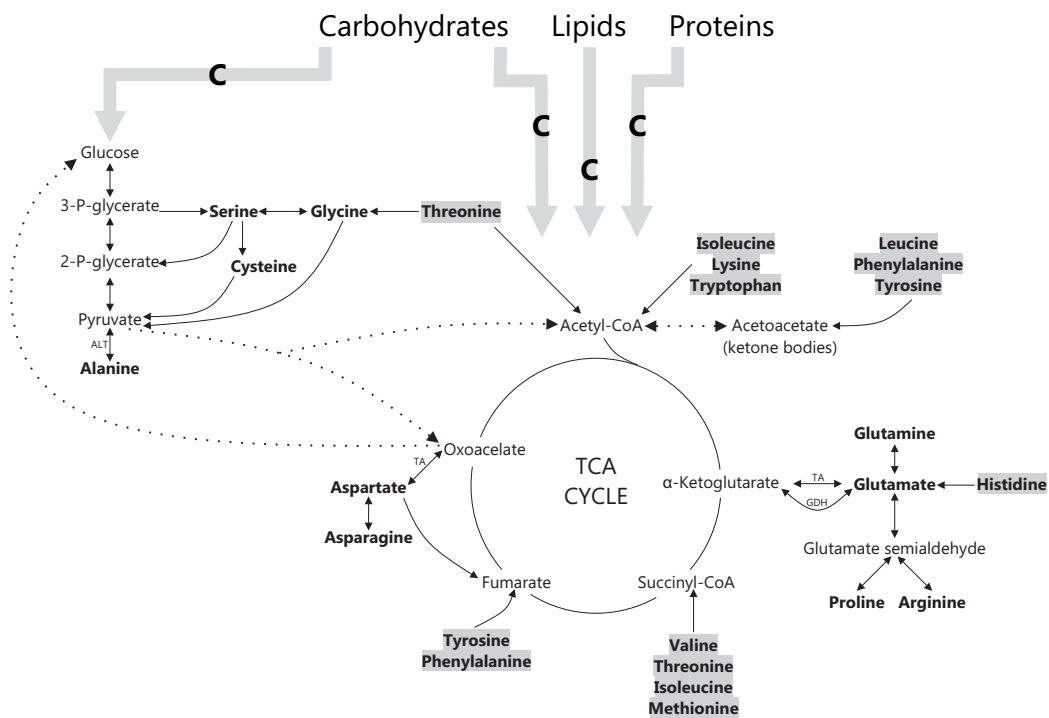 Carbohydrates Lipids Proteins
C
C
C
C
Glucose
3-P-glycerate
Serine
Glycine
Threonine
2-P-glycerate
Cysteine
Isoleucine
Lysine
Tryptophan
Leucine
Phenylalanine
Tyrosine
Pyruvate
ALT
Alanine
Acetyl-CoA
Acetoacetate
(ketone bodies)
Oxoacelate
TA
Aspartate
Asparagine
TCA
CYCLE
α-Ketoglutarate
TA
GDH
Glutamine
Glutamate
Histidine
Glutamate semialdehyde
Proline
Arginine
Fumarate
Succinyl-CoA
Tyrosine
Phenylalanine
Valine
Threonine
Isoleucine
Methionine